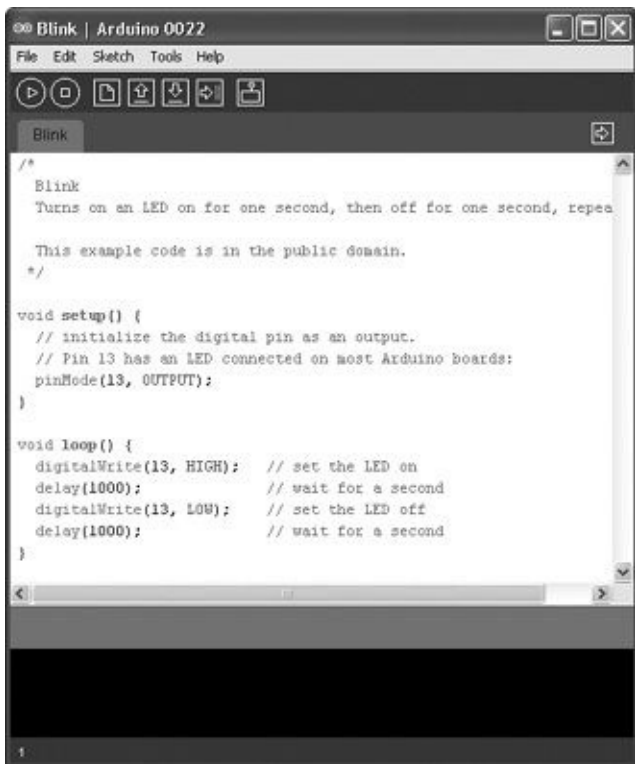 Blink | Arduino 0022
File Edit Sketch Tools Help
Blink
/*
  Blink
  Turns on an LED on for one second, then off for one second, repea

  This example code is in the public domain.
 */

void setup() {
  // initialize the digital pin as an output.
  // Pin 13 has an LED connected on most Arduino boards:
  pinMode(13, OUTPUT);
}

void loop() {
  digitalWrite(13, HIGH);   // set the LED on
  delay(1000);              // wait for a second
  digitalWrite(13, LOW);    // set the LED off
  delay(1000);              // wait for a second
}
1